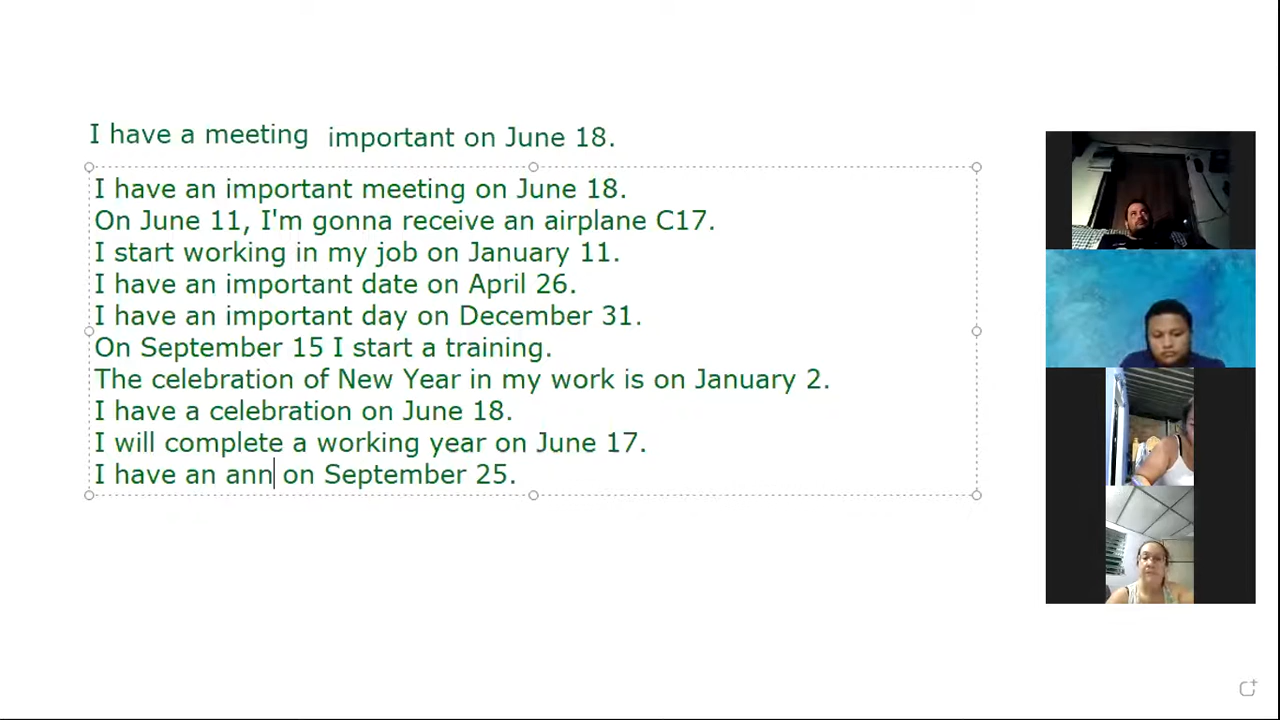 I have a meeting important on June 18.
I have an important meeting on June 18.
On June 11, I'm gonna receive an airplane C17.
I start working in my job on January 11.
I have an important date on April 26.
I have an important day on December 31.
On September 15 I start a training.
The celebration of New Year in my work is on January 2.
I have a celebration on June 18.
I will complete a working year on June 17.
I have an ann on September 25.